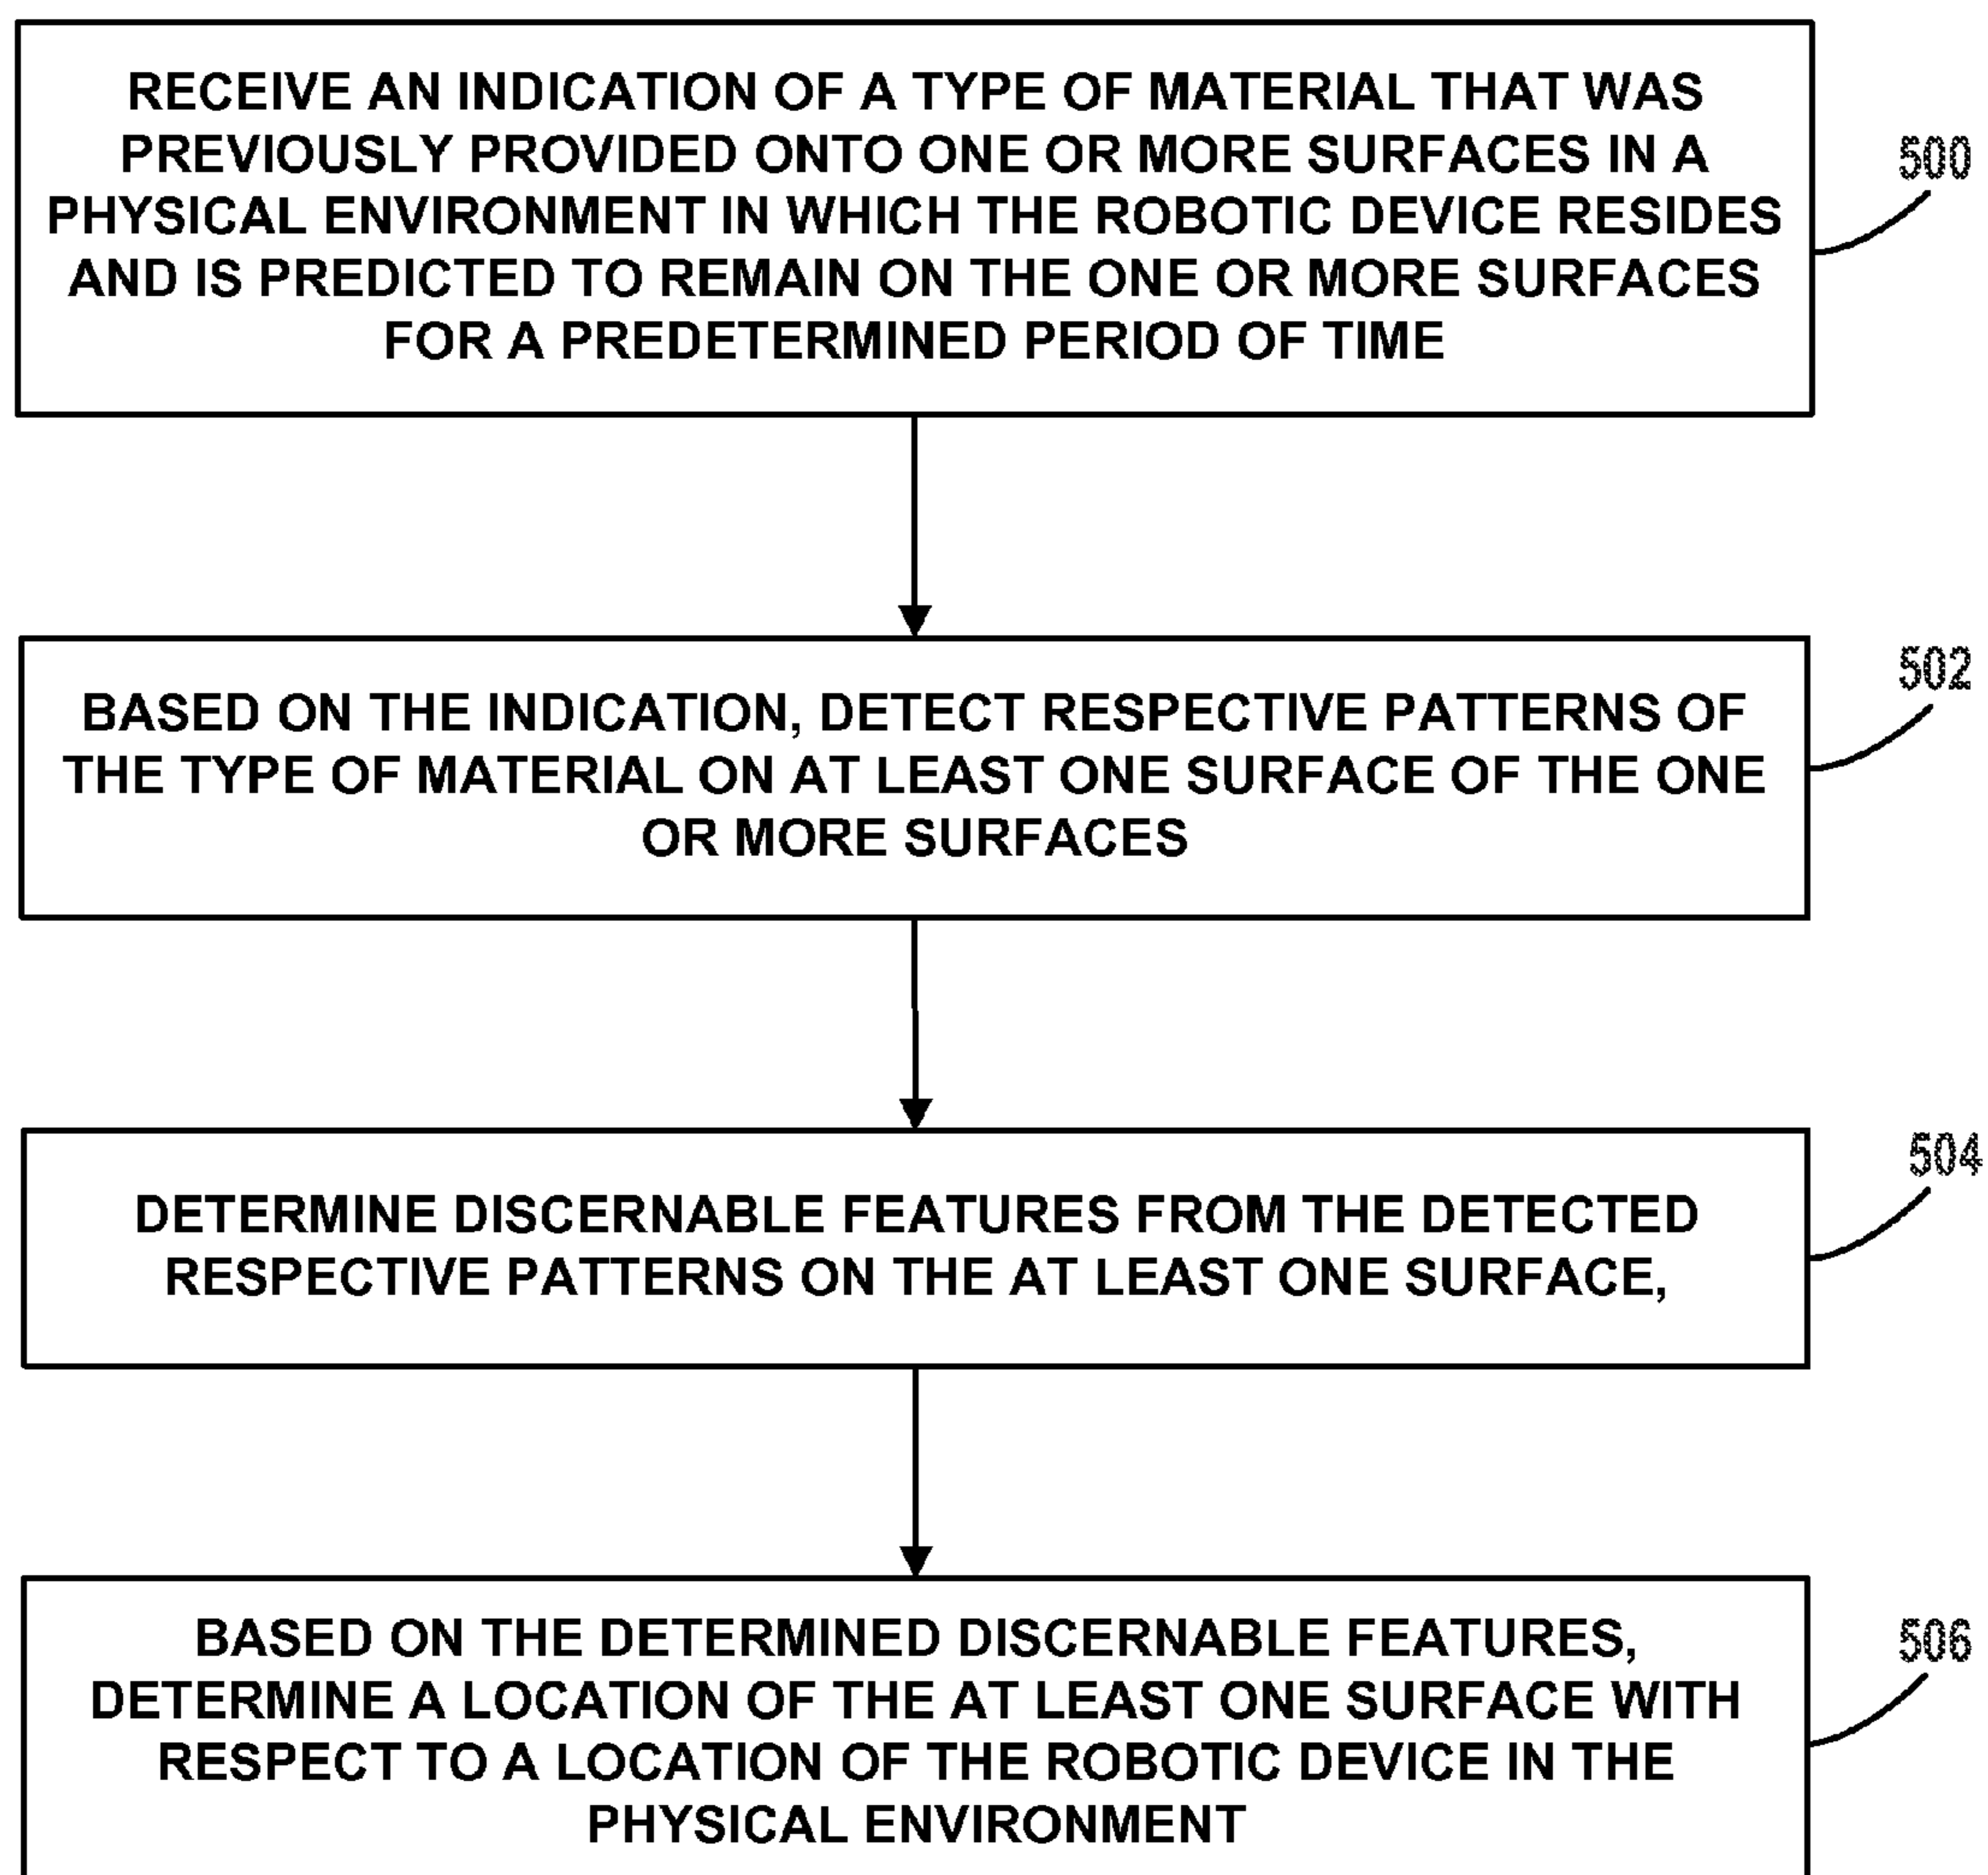 RECEIVE AN INDICATION OF A TYPE OF MATERIAL THAT WAS
PREVIOUSLY PROVIDED ONTO ONE OR MORE SURFACES IN A
PHYSICAL ENVIRONMENT IN WHICH THE ROBOTIC DEVICE RESIDES
AND IS PREDICTED TO REMAIN ON THE ONE OR MORE SURFACES
FOR A PREDETERMINED PERIOD OF TIME
500
BASED ON THE INDICATION, DETECT RESPECTIVE PATTERNS OF
THE TYPE OF MATERIAL ON AT LEAST ONE SURFACE OF THE ONE
OR MORE SURFACES
502
DETERMINE DISCERNABLE FEATURES FROM THE DETECTED
RESPECTIVE PATTERNS ON THE AT LEAST ONE SURFACE,
504
BASED ON THE DETERMINED DISCERNABLE FEATURES,
DETERMINE A LOCATION OF THE AT LEAST ONE SURFACE WITH
RESPECT TO A LOCATION OF THE ROBOTIC DEVICE IN THE
PHYSICAL ENVIRONMENT
506